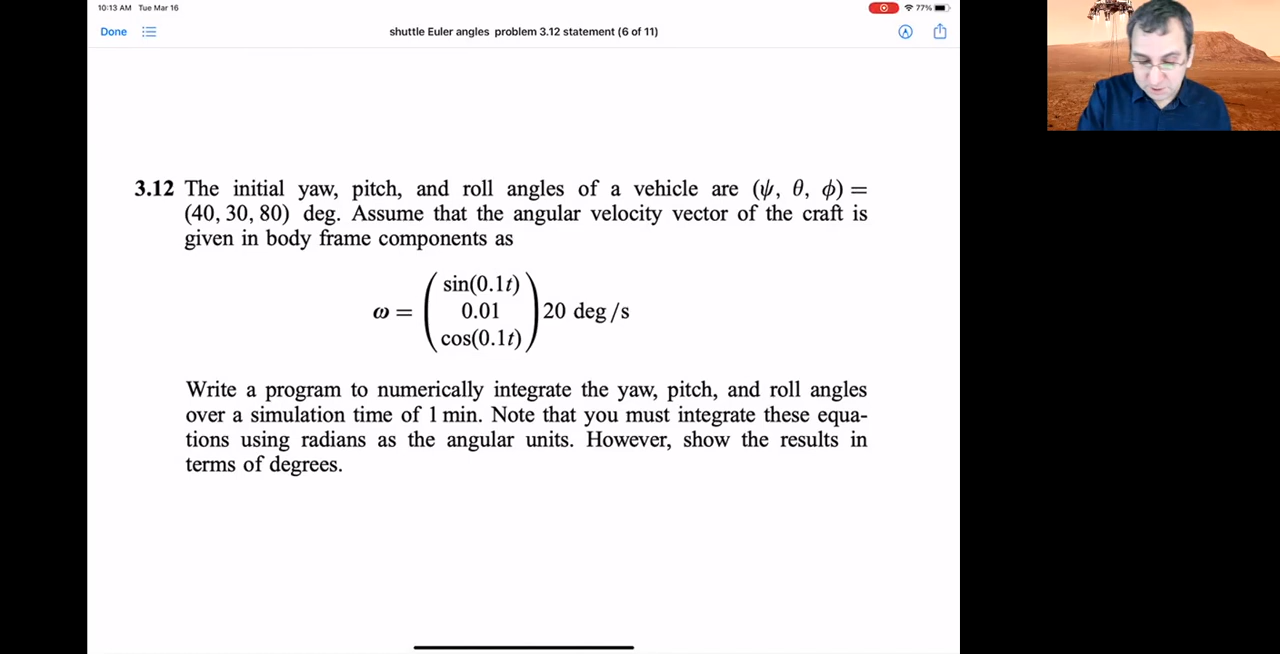 10:13 AM Tue Mar 16
77%
Done
shuttle Euler angles problem 3.12 statement (6 of 11)
3.12 The initial yaw, pitch, and roll angles of a vehicle are (ψ, θ, ϕ) =
(40, 30, 80) deg. Assume that the angular velocity vector of the craft is
given in body frame components as
sin(0.1t)
ω = ( 0.01 ) 20 deg/s
cos(0.1t)
Write a program to numerically integrate the yaw, pitch, and roll angles
over a simulation time of 1 min. Note that you must integrate these equa-
tions using radians as the angular units. However, show the results in
terms of degrees.